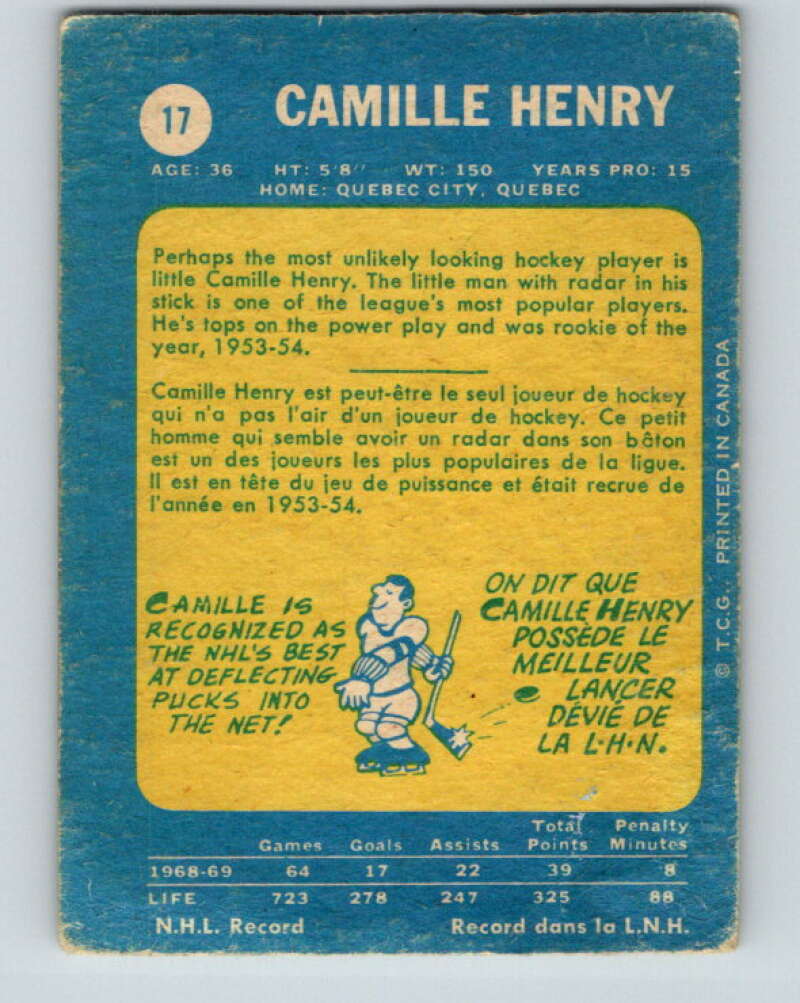 17
CAMILLE HENRY
AGE: 36 HT: 5'8'' WT: 150 YEARS PRO: 15
HOME: QUEBEC CITY, QUEBEC
Perhaps the most unlikely looking hockey player is
little Camille Henry. The little man with radar in his
stick is one of the league's most popular players.
He's tops on the power play and was rookie of the
year, 1953-54.
Camille Henry est peut-être le seul joueur de hockey
qui n'a pas l'air d'un joueur de hockey. Ce petit
homme qui semble avoir un radar dans son bâton
est un des joueurs les plus populaires de la ligue.
Il est en tête du jeu de puissance et était recrue de
l'année en 1953-54.
CAMILLE IS
RECOGNIZED AS
THE NHL'S BEST
AT DEFLECTING
PUCKS INTO
THE NET!
ON DIT QUE
CAMILLE HENRY
POSSÈDE LE
MEILLEUR
LANCER
DÉVIÉ DE
LA L·H·N.
© T.C.G. PRINTED IN CANADA
Games Goals Assists Total Points Penalty Minutes
1968-69 64 17 22 39 8
LIFE 723 278 247 325 88
N.H.L. Record Record dans la L.N.H.